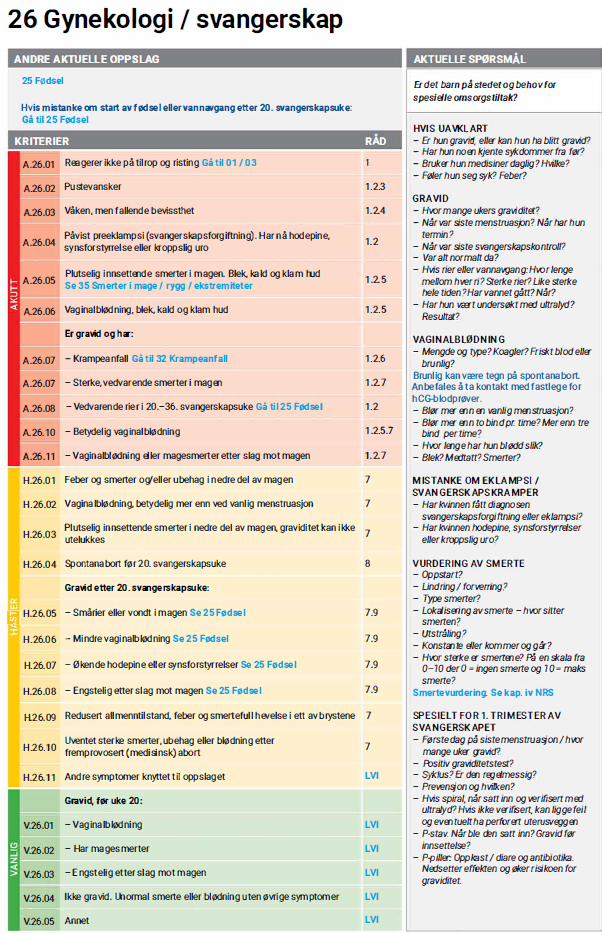 26 Gynekologi / svangerskap
ANDRE AKTUELLE OPPSLAG
25 Fødsel
Hvis mistanke om start av fødsel eller vannavgang etter 20. svangerskapsuke:
Gå til 25 Fødsel
KRITERIER RÅD
AKUTT
A.26.01 Reagerer ikke på tilrop og risting Gå til 01 / 03 1
A.26.02 Pustevansker 1.2.3
A.26.03 Våken, men fallende bevissthet 1.2.4
A.26.04 Påvist preeklampsi (svangerskapsforgiftning). Har nå hodepine,
synsforstyrrelse eller kroppslig uro 1.2
A.26.05 Plutselig innsettende smerter i magen. Blek, kald og klam hud
Se 35 Smerter i mage / rygg / ekstremiteter 1.2.5
A.26.06 Vaginalblødning, blek, kald og klam hud 1.2.5
Er gravid og har:
A.26.07 – Krampeanfall Gå til 32 Krampeanfall 1.2.6
A.26.07 – Sterke, vedvarende smerter i magen 1.2.7
A.26.08 – Vedvarende rier i 20.–36. svangerskapsuke Gå til 25 Fødsel 1.2
A.26.10 – Betydelig vaginalblødning 1.2.5.7
A.26.11 – Vaginalblødning eller magesmerter etter slag mot magen 1.2.7
HASTER
H.26.01 Feber og smerter og/eller ubehag i nedre del av magen 7
H.26.02 Vaginalblødning, betydelig mer enn ved vanlig menstruasjon 7
H.26.03 Plutselig innsettende smerter i nedre del av magen, graviditet kan ikke
utelukkes 7
H.26.04 Spontanabort før 20. svangerskapsuke 8
Gravid etter 20. svangerskapsuke:
H.26.05 – Smårier eller vondt i magen Se 25 Fødsel 7.9
H.26.06 – Mindre vaginalblødning Se 25 Fødsel 7.9
H.26.07 – Økende hodepine eller synsforstyrrelser Se 25 Fødsel 7.9
H.26.08 – Engstelig etter slag mot magen Se 25 Fødsel 7.9
H.26.09 Redusert allmenntilstand, feber og smertefull hevelse i ett av brystene 7
H.26.10 Uventet sterke smerter, ubehag eller blødning etter
fremprovosert (medisinsk) abort 7
H.26.11 Andre symptomer knyttet til oppslaget LVI
VANLIG
Gravid, før uke 20:
V.26.01 – Vaginalblødning LVI
V.26.02 – Har magesmerter LVI
V.26.03 – Engstelig etter slag mot magen LVI
V.26.04 Ikke gravid. Unormal smerte eller blødning uten øvrige symptomer LVI
V.26.05 Annet LVI
AKTUELLE SPØRSMÅL
Er det barn på stedet og behov for
spesielle omsorgstiltak?
HVIS UAVKLART
– Er hun gravid, eller kan hun ha blitt gravid?
– Har hun noen kjente sykdommer fra før?
– Bruker hun medisiner daglig? Hvilke?
– Føler hun seg syk? Feber?
GRAVID
– Hvor mange ukers graviditet?
– Når var siste menstruasjon? Når har hun
termin?
– Når var siste svangerskapskontroll?
– Var alt normalt da?
– Hvis rier eller vannavgang: Hvor lenge
mellom hver ri? Sterke rier? Like sterke
hele tiden? Har vannet gått? Når?
– Har hun vært undersøkt med ultralyd?
Resultat?
VAGINALBLØDNING
– Mengde og type? Koagler? Friskt blod eller
brunlig?
Brunlig kan være tegn på spontanabort.
Anbefales å ta kontakt med fastlege for
hCG-blodprøver.
– Blør mer enn en vanlig menstruasjon?
– Blør mer enn to bind pr. time? Mer enn tre
bind per time?
– Hvor lenge har hun blødd slik?
– Blek? Medtatt? Smerter?
MISTANKE OM EKLAMPSI /
SVANGERSKAPSKRAMPER
– Har kvinnen fått diagnosen
svangerskapsforgiftning eller eklampsi?
– Har kvinnen hodepine, synsforstyrrelser
eller kroppslig uro?
VURDERING AV SMERTE
– Oppstart?
– Lindring / forverring?
– Type smerter?
– Lokalisering av smerte – hvor sitter
smerten?
– Utstråling?
– Konstante eller kommer og går?
– Hvor sterke er smertene? På en skala fra
0–10 der 0 = ingen smerte og 10 = maks
smerte?
Smertevurdering. Se kap. iv NRS
SPESIELT FOR 1. TRIMESTER AV
SVANGERSKAPET
– Første dag på siste menstruasjon / hvor
mange uker gravid?
– Positiv graviditetstest?
– Syklus? Er den regelmessig?
– Prevensjon og hvilken?
– Hvis spiral, når satt inn og verifisert med
ultralyd? Hvis ikke verifisert, kan ligge feil
og eventuelt ha perforert uterusveggen
– P-stav. Når ble den satt inn? Gravid før
innsettelse?
– P-piller: Oppkast / diare og antibiotika.
Nedsetter effekten og øker risikoen for
graviditet.